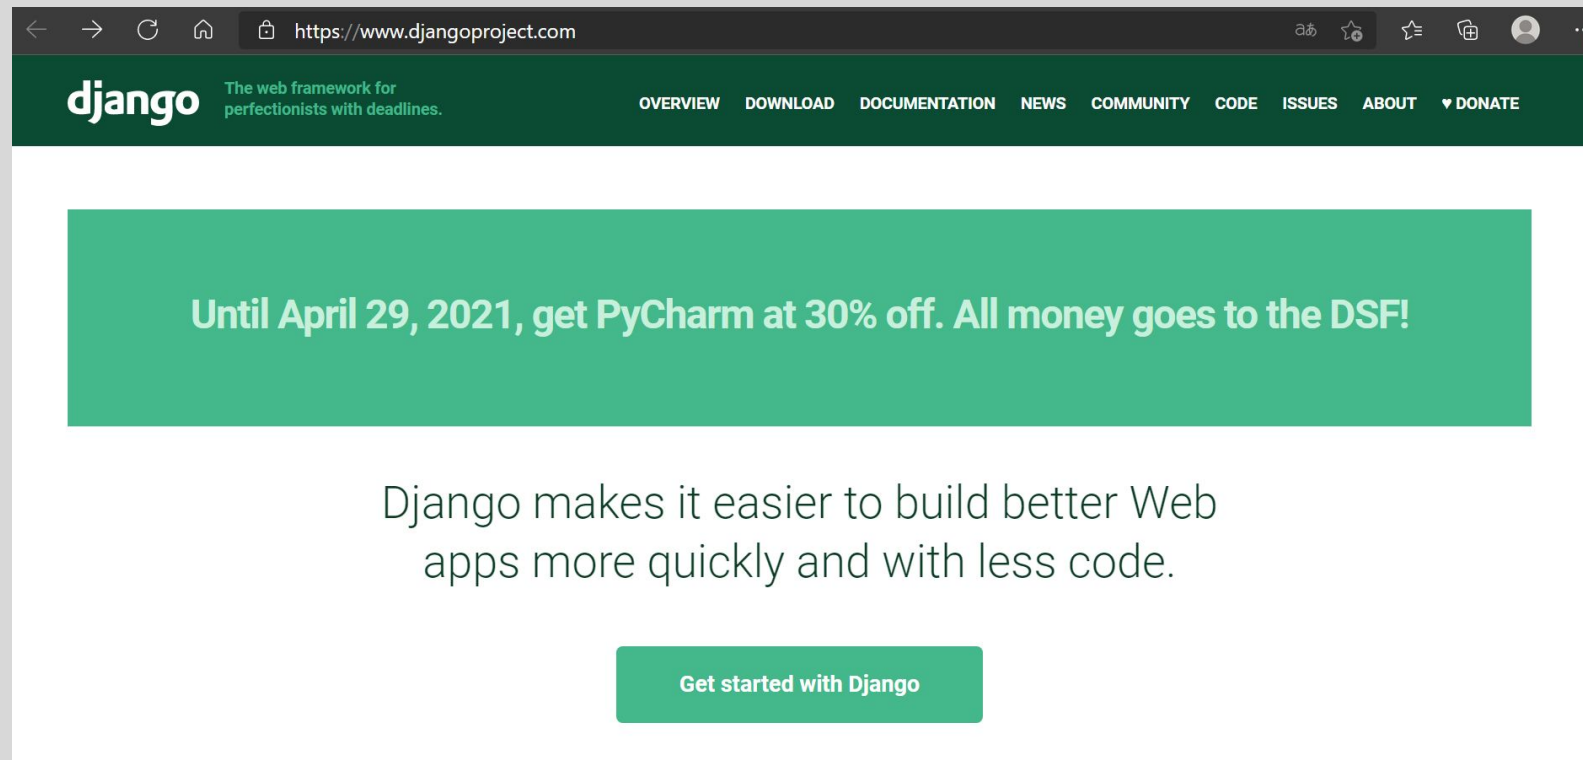 https://www.djangoproject.com
aあ
django
The web framework for
perfectionists with deadlines.
OVERVIEW DOWNLOAD DOCUMENTATION NEWS COMMUNITY CODE ISSUES ABOUT ♥ DONATE
Until April 29, 2021, get PyCharm at 30% off. All money goes to the DSF!
Django makes it easier to build better Web
apps more quickly and with less code.
Get started with Django